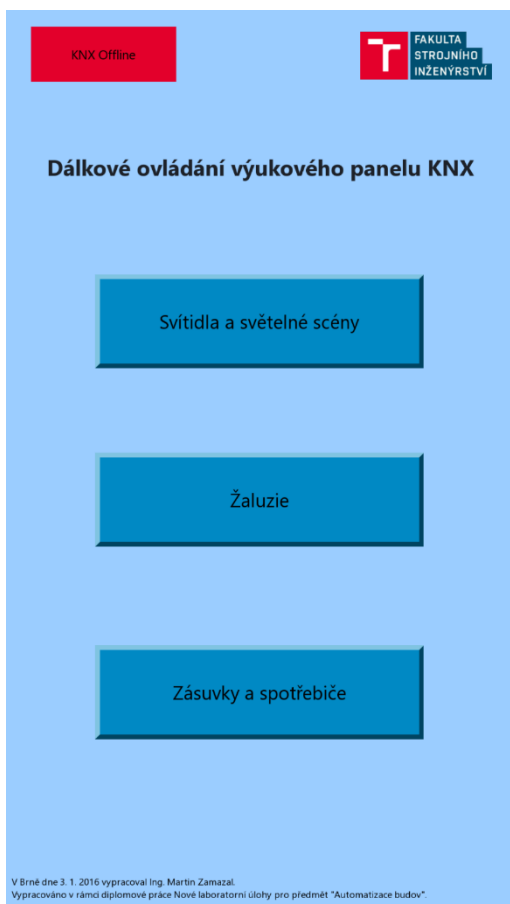 KNX Offline
FAKULTA
STROJNÍHO
INŽENÝRSTVÍ
Dálkové ovládání výukového panelu KNX
Svítidla a světelné scény
Žaluzie
Zásuvky a spotřebiče
V Brně dne 3. 1. 2016 vypracoval Ing. Martin Zamazal.
Vypracováno v rámci diplomové práce Nové laboratorní úlohy pro předmět "Automatizace budov".